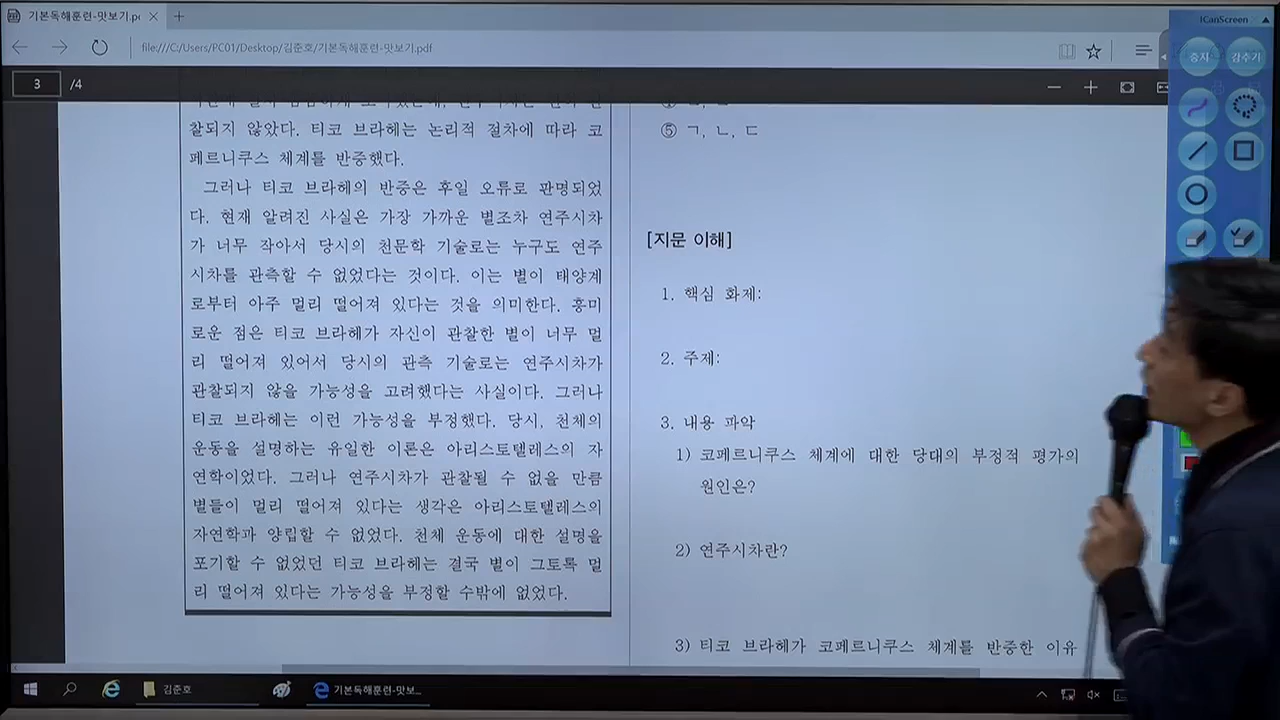 기본독해훈련-맛보기.p
file:///C:/Users/PC01/Desktop/김준호/기본독해훈련-맛보기.pdf
ICanScreen
중지
감추기
3 /4
찰되지 않았다. 티코 브라헤는 논리적 절차에 따라 코
페르니쿠스 체계를 반증했다.
그러나 티코 브라헤의 반증은 후일 오류로 판명되었
다. 현재 알려진 사실은 가장 가까운 별조차 연주시차
가 너무 작아서 당시의 천문학 기술로는 누구도 연주
시차를 관측할 수 없었다는 것이다. 이는 별이 태양계
로부터 아주 멀리 떨어져 있다는 것을 의미한다. 흥미
로운 점은 티코 브라헤가 자신이 관찰한 별이 너무 멀
리 떨어져 있어서 당시의 관측 기술로는 연주시차가
관찰되지 않을 가능성을 고려했다는 사실이다. 그러나
티코 브라헤는 이런 가능성을 부정했다. 당시, 천체의
운동을 설명하는 유일한 이론은 아리스토텔레스의 자
연학이었다. 그러나 연주시차가 관찰될 수 없을 만큼
별들이 멀리 떨어져 있다는 생각은 아리스토텔레스의
자연학과 양립할 수 없었다. 천체 운동에 대한 설명을
포기할 수 없었던 티코 브라헤는 결국 별이 그토록 멀
리 떨어져 있다는 가능성을 부정할 수밖에 없었다.
⑤ ㄱ, ㄴ, ㄷ
[지문 이해]
1. 핵심 화제:
2. 주제:
3. 내용 파악
1) 코페르니쿠스 체계에 대한 당대의 부정적 평가의
원인은?
2) 연주시차란?
3) 티코 브라헤가 코페르니쿠스 체계를 반증한 이유
김준호
기본독해훈련-맛보...